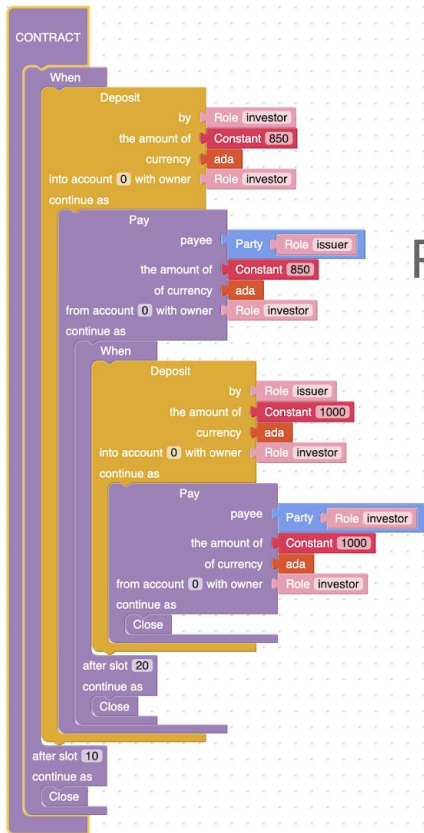 CONTRACT
When
Deposit
by Role investor
the amount of Constant 850
currency ada
into account 0 with owner Role investor
continue as
Pay
payee Party Role issuer
the amount of Constant 850
of currency ada
from account 0 with owner Role investor
continue as
When
Deposit
by Role issuer
the amount of Constant 1000
currency ada
into account 0 with owner Role investor
continue as
Pay
payee Party Role investor
the amount of Constant 1000
of currency ada
from account 0 with owner Role investor
continue as
Close
after slot 20
continue as
Close
after slot 10
continue as
Close